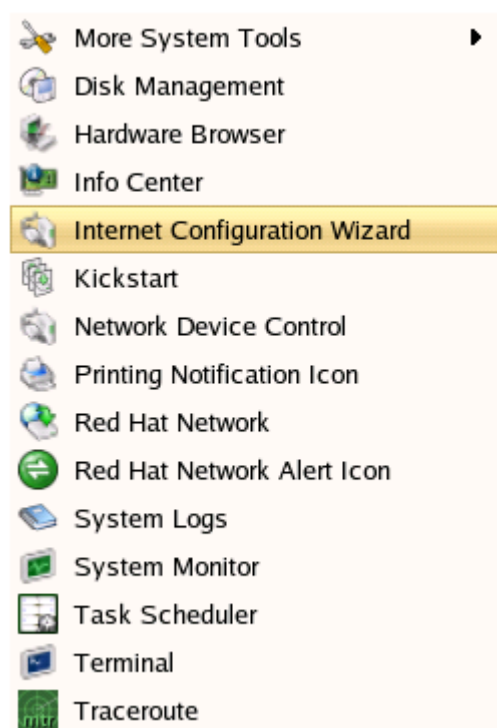 More System Tools
Disk Management
Hardware Browser
Info Center
Internet Configuration Wizard
Kickstart
Network Device Control
Printing Notification Icon
Red Hat Network
Red Hat Network Alert Icon
System Logs
System Monitor
Task Scheduler
Terminal
mtr Traceroute